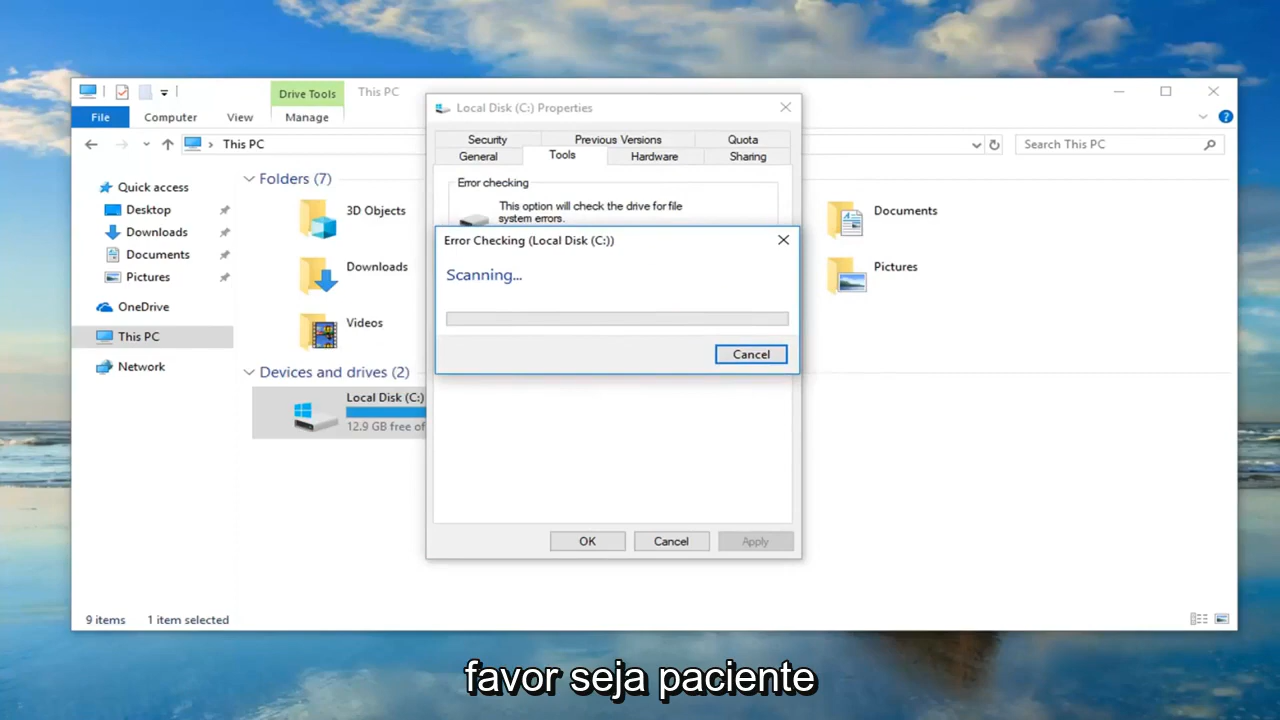 Drive Tools
This PC
File
Computer
View
Manage
This PC
Search This PC
Quick access
Desktop
Downloads
Documents
Pictures
OneDrive
This PC
Network
Folders (7)
3D Objects
Downloads
Videos
Documents
Pictures
Devices and drives (2)
Local Disk (C:)
12.9 GB free of
9 items
1 item selected
Local Disk (C:) Properties
Security
Previous Versions
Quota
General
Tools
Hardware
Sharing
Error checking
This option will check the drive for file
system errors.
Error Checking (Local Disk (C:))
Scanning...
Cancel
OK
Cancel
Apply
favor seja paciente